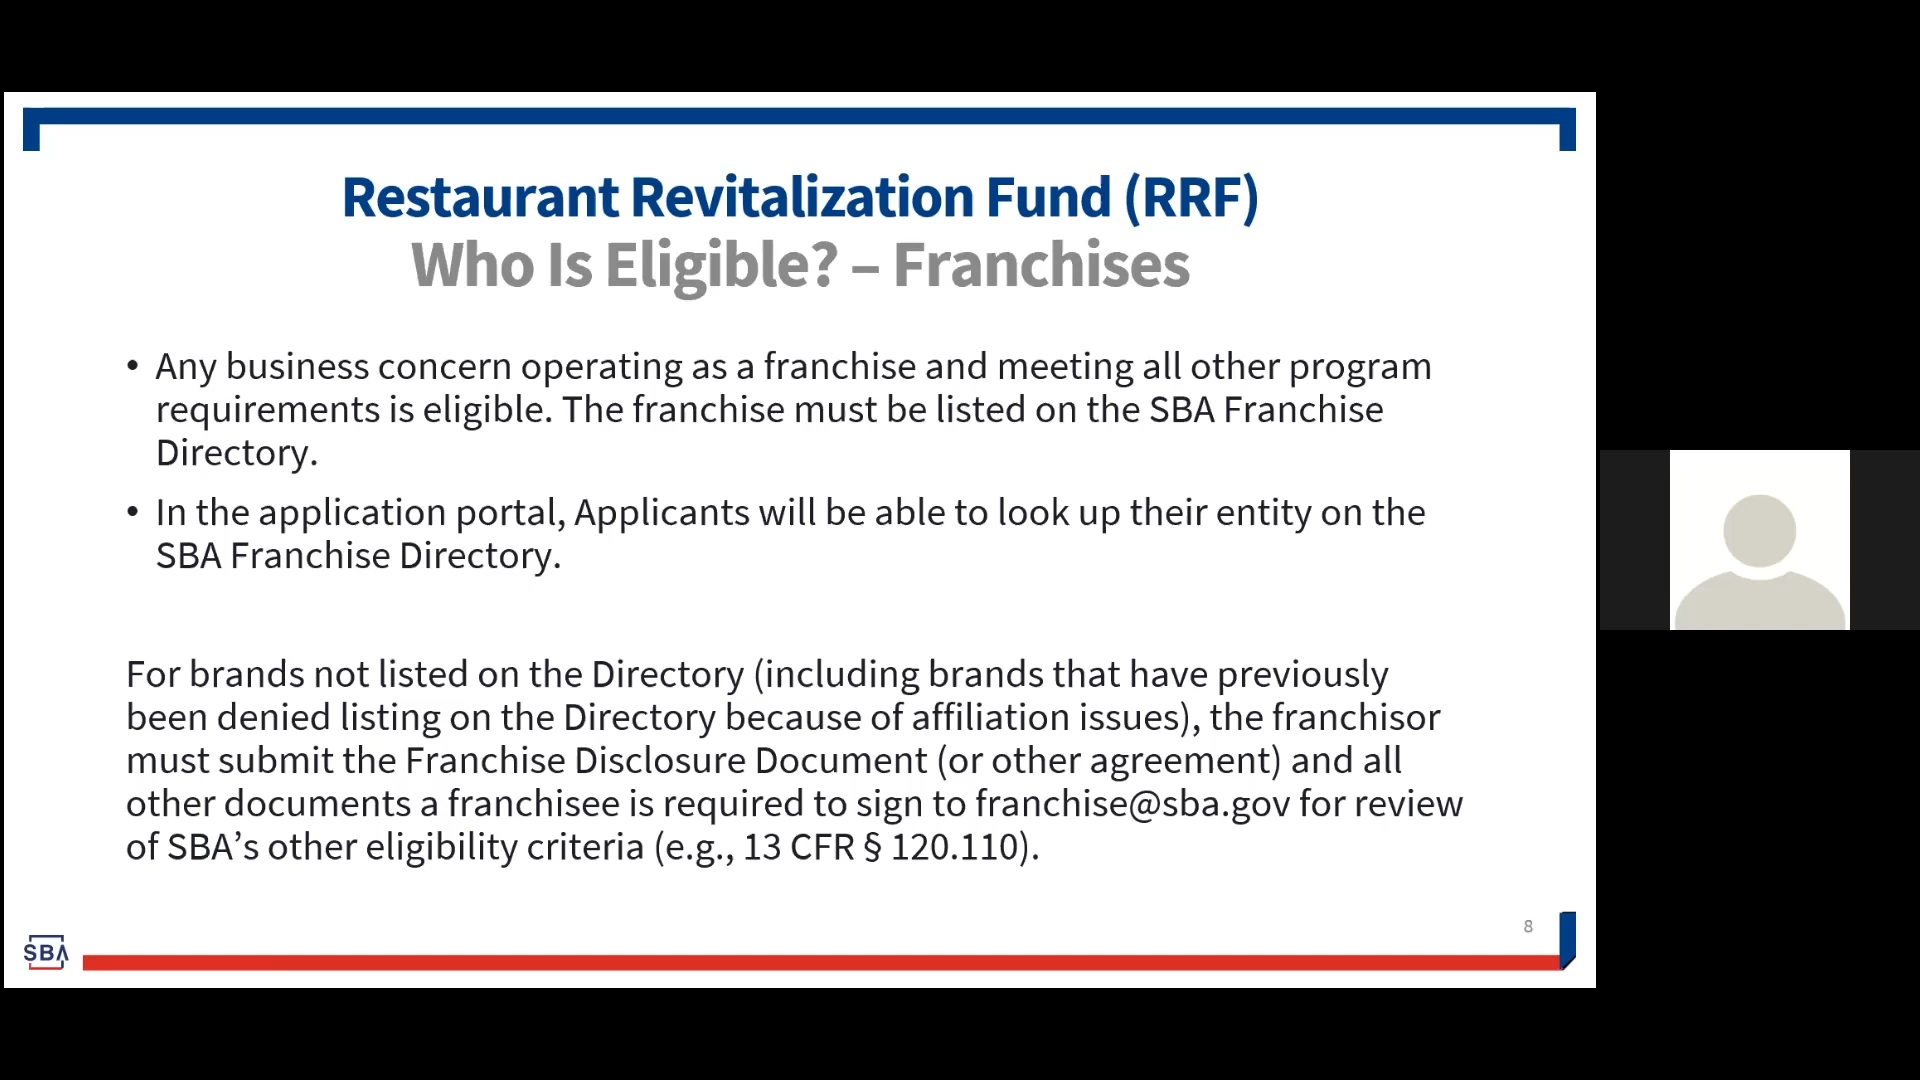 Restaurant Revitalization Fund (RRF)
Who Is Eligible? – Franchises
• Any business concern operating as a franchise and meeting all other program
requirements is eligible. The franchise must be listed on the SBA Franchise
Directory.
• In the application portal, Applicants will be able to look up their entity on the
SBA Franchise Directory.
For brands not listed on the Directory (including brands that have previously
been denied listing on the Directory because of affiliation issues), the franchisor
must submit the Franchise Disclosure Document (or other agreement) and all
other documents a franchisee is required to sign to franchise@sba.gov for review
of SBA’s other eligibility criteria (e.g., 13 CFR § 120.110).
8
SBA